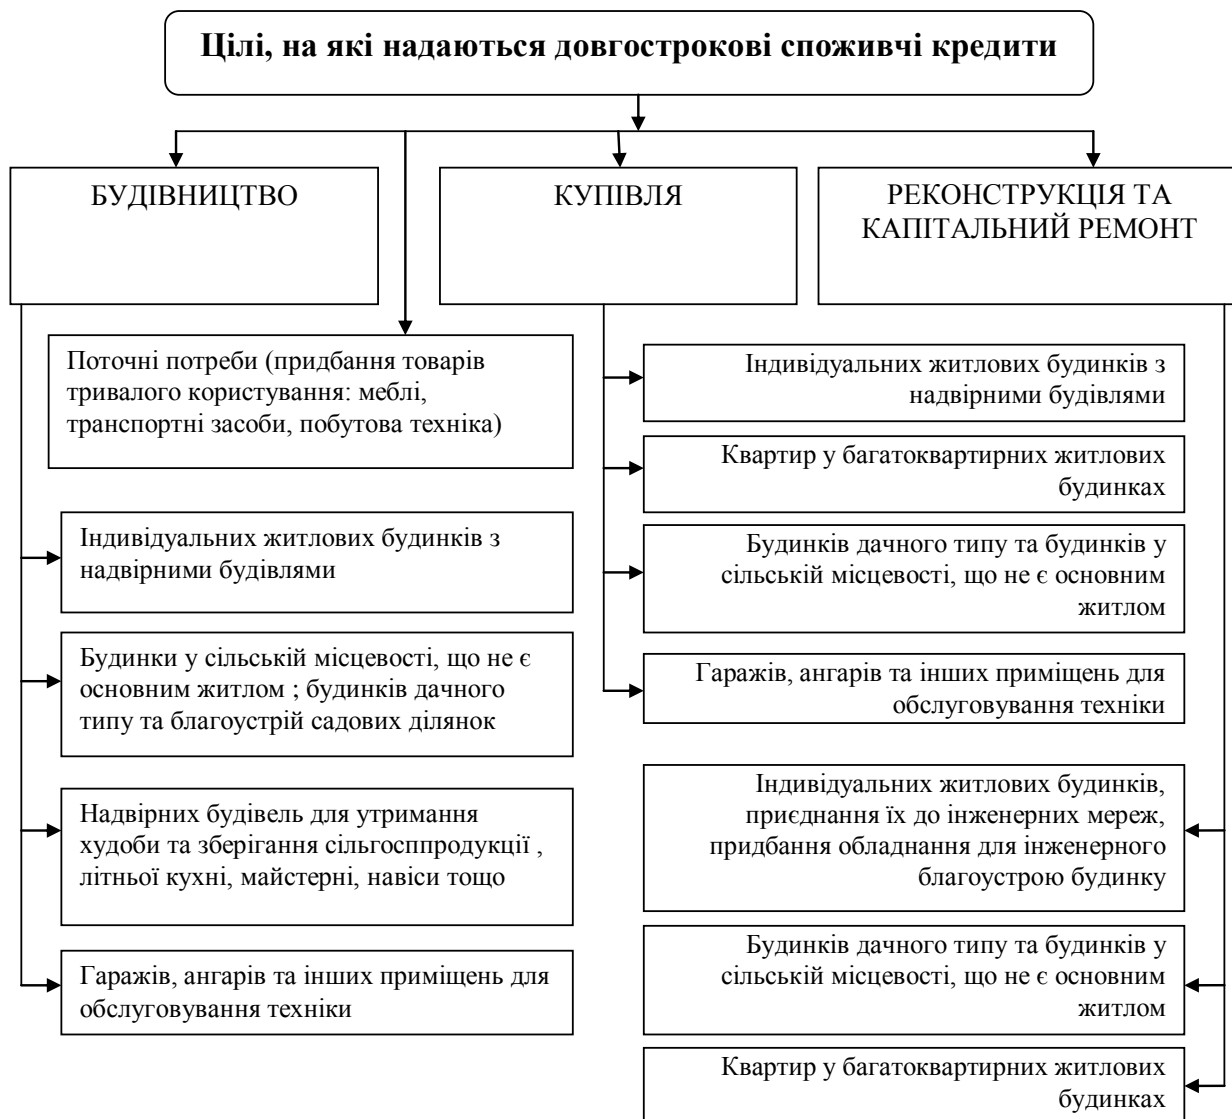 Цілі, на які надаються довгострокові споживчі кредити
БУДІВНИЦТВО
КУПІВЛЯ
РЕКОНСТРУКЦІЯ ТА
КАПІТАЛЬНИЙ РЕМОНТ
Поточні потреби (придбання товарів
тривалого користування: меблі,
транспортні засоби, побутова техніка)
Індивідуальних житлових будинків з
надвірними будівлями
Будинки у сільській місцевості, що не є
основним житлом ; будинків дачного
типу та благоустрій садових ділянок
Надвірних будівель для утримання
худоби та зберігання сільгосппродукції ,
літньої кухні, майстерні, навіси тощо
Гаражів, ангарів та інших приміщень для
обслуговування техніки
Індивідуальних житлових будинків з
надвірними будівлями
Квартир у багатоквартирних житлових
будинках
Будинків дачного типу та будинків у
сільській місцевості, що не є основним
житлом
Гаражів, ангарів та інших приміщень для
обслуговування техніки
Індивідуальних житлових будинків,
приєднання їх до інженерних мереж,
придбання обладнання для інженерного
благоустрою будинку
Будинків дачного типу та будинків у
сільській місцевості, що не є основним
житлом
Квартир у багатоквартирних житлових
будинках